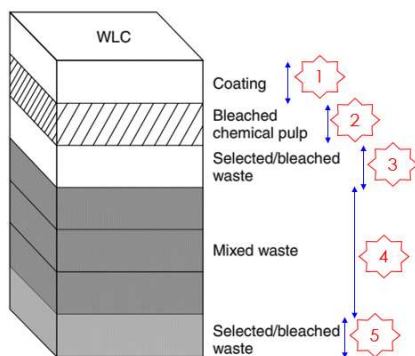 WLC
Coating
1
Bleached
chemical pulp
2
Selected/bleached
waste
3
Mixed waste
4
Selected/bleached
waste
5